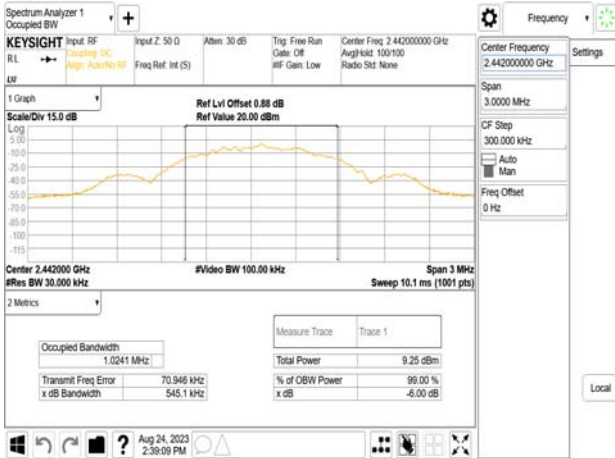 Spectrum Analyzer 1
Occupied BW
Frequency
KEYSIGHT
Input: RF
Coupling: DC
Align: Auto/No RF
Input Z: 50 Ω
Freq Ref: Int (S)
Atten: 30 dB
Trig: Free Run
Gate: Off
#IF Gain: Low
Center Freq: 2.442000000 GHz
Avg|Hold: 100/100
Radio Std: None
RL
LXI
Center Frequency
2.442000000 GHz
Settings
Span
3.0000 MHz
CF Step
300.000 kHz
Auto
Man
Freq Offset
0 Hz
Local
1 Graph
Scale/Div 15.0 dB
Ref Lvl Offset 0.88 dB
Ref Value 20.00 dBm
Log
5.00
-10.0
-25.0
-40.0
-55.0
-70.0
-85.0
-100
-115
Center 2.442000 GHz
#Res BW 30.000 kHz
#Video BW 100.00 kHz
Span 3 MHz
Sweep 10.1 ms (1001 pts)
2 Metrics
Measure Trace
Trace 1
Occupied Bandwidth
1.0241 MHz
Total Power
9.25 dBm
Transmit Freq Error
70.946 kHz
% of OBW Power
99.00 %
x dB Bandwidth
545.1 kHz
x dB
-6.00 dB
?
Aug 24, 2023
2:39:09 PM